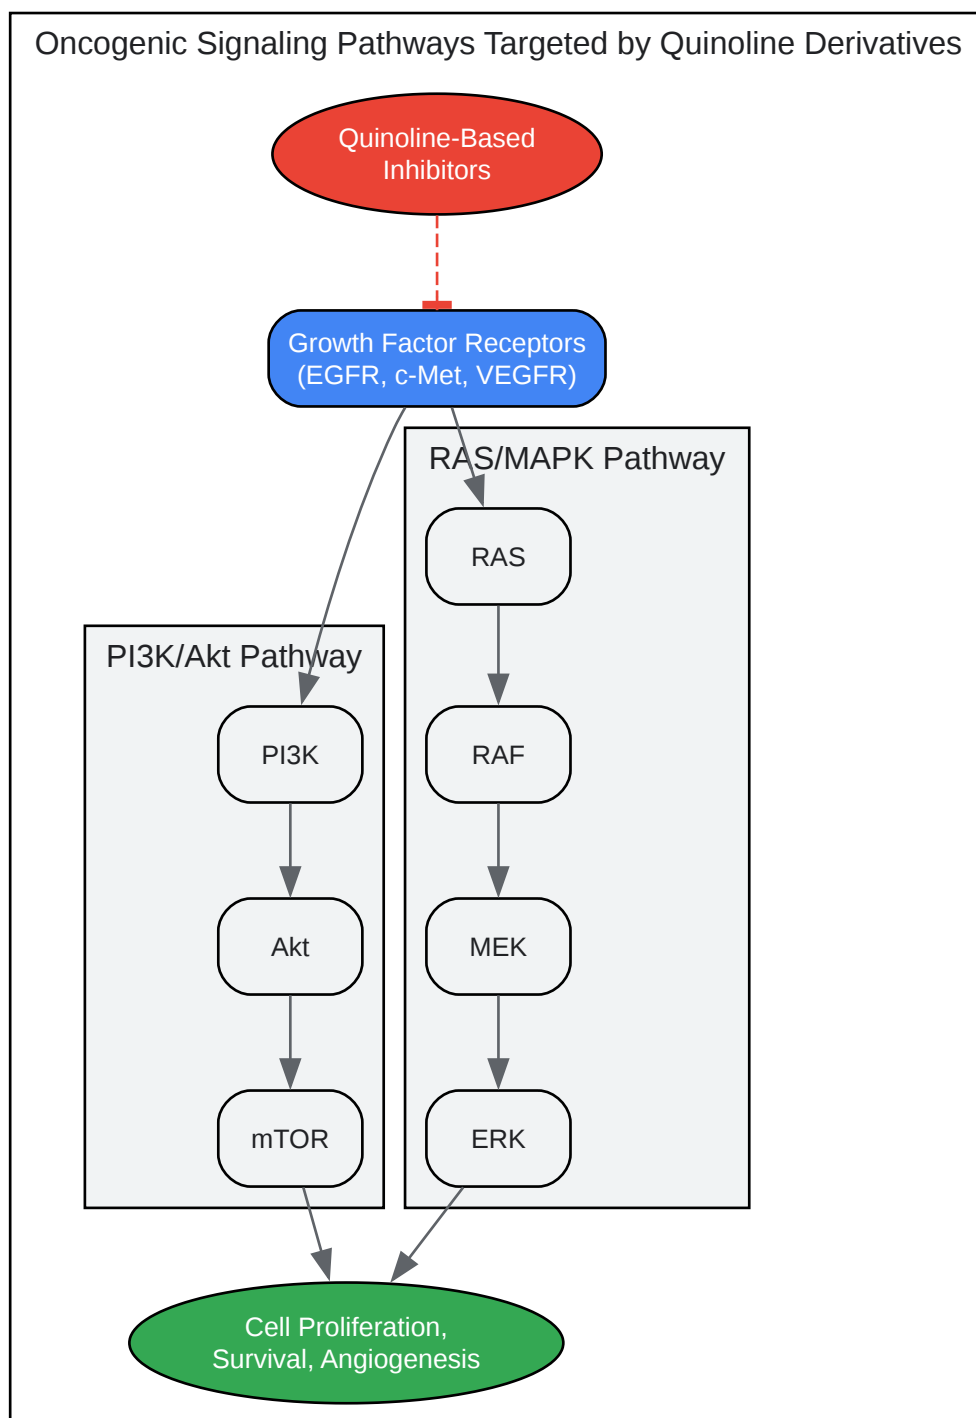 Oncogenic Signaling Pathways Targeted by Quinoline Derivatives
Quinoline-Based
Inhibitors
Growth Factor Receptors
(EGFR, c-Met, VEGFR)
RAS/MAPK Pathway
RAS
PI3K/Akt Pathway
PI3K
RAF
Akt
MEK
mTOR
ERK
Cell Proliferation,
Survival, Angiogenesis